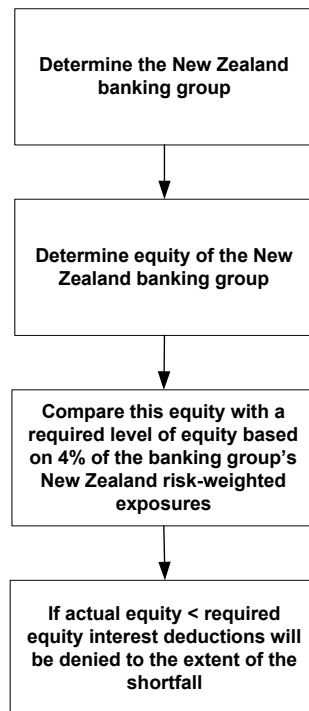 Determine the New Zealand
banking group
Determine equity of the New
Zealand banking group
Compare this equity with a
required level of equity based
on 4% of the banking group’s
New Zealand risk-weighted
exposures
If actual equity < required
equity interest deductions will
be denied to the extent of the
shortfall